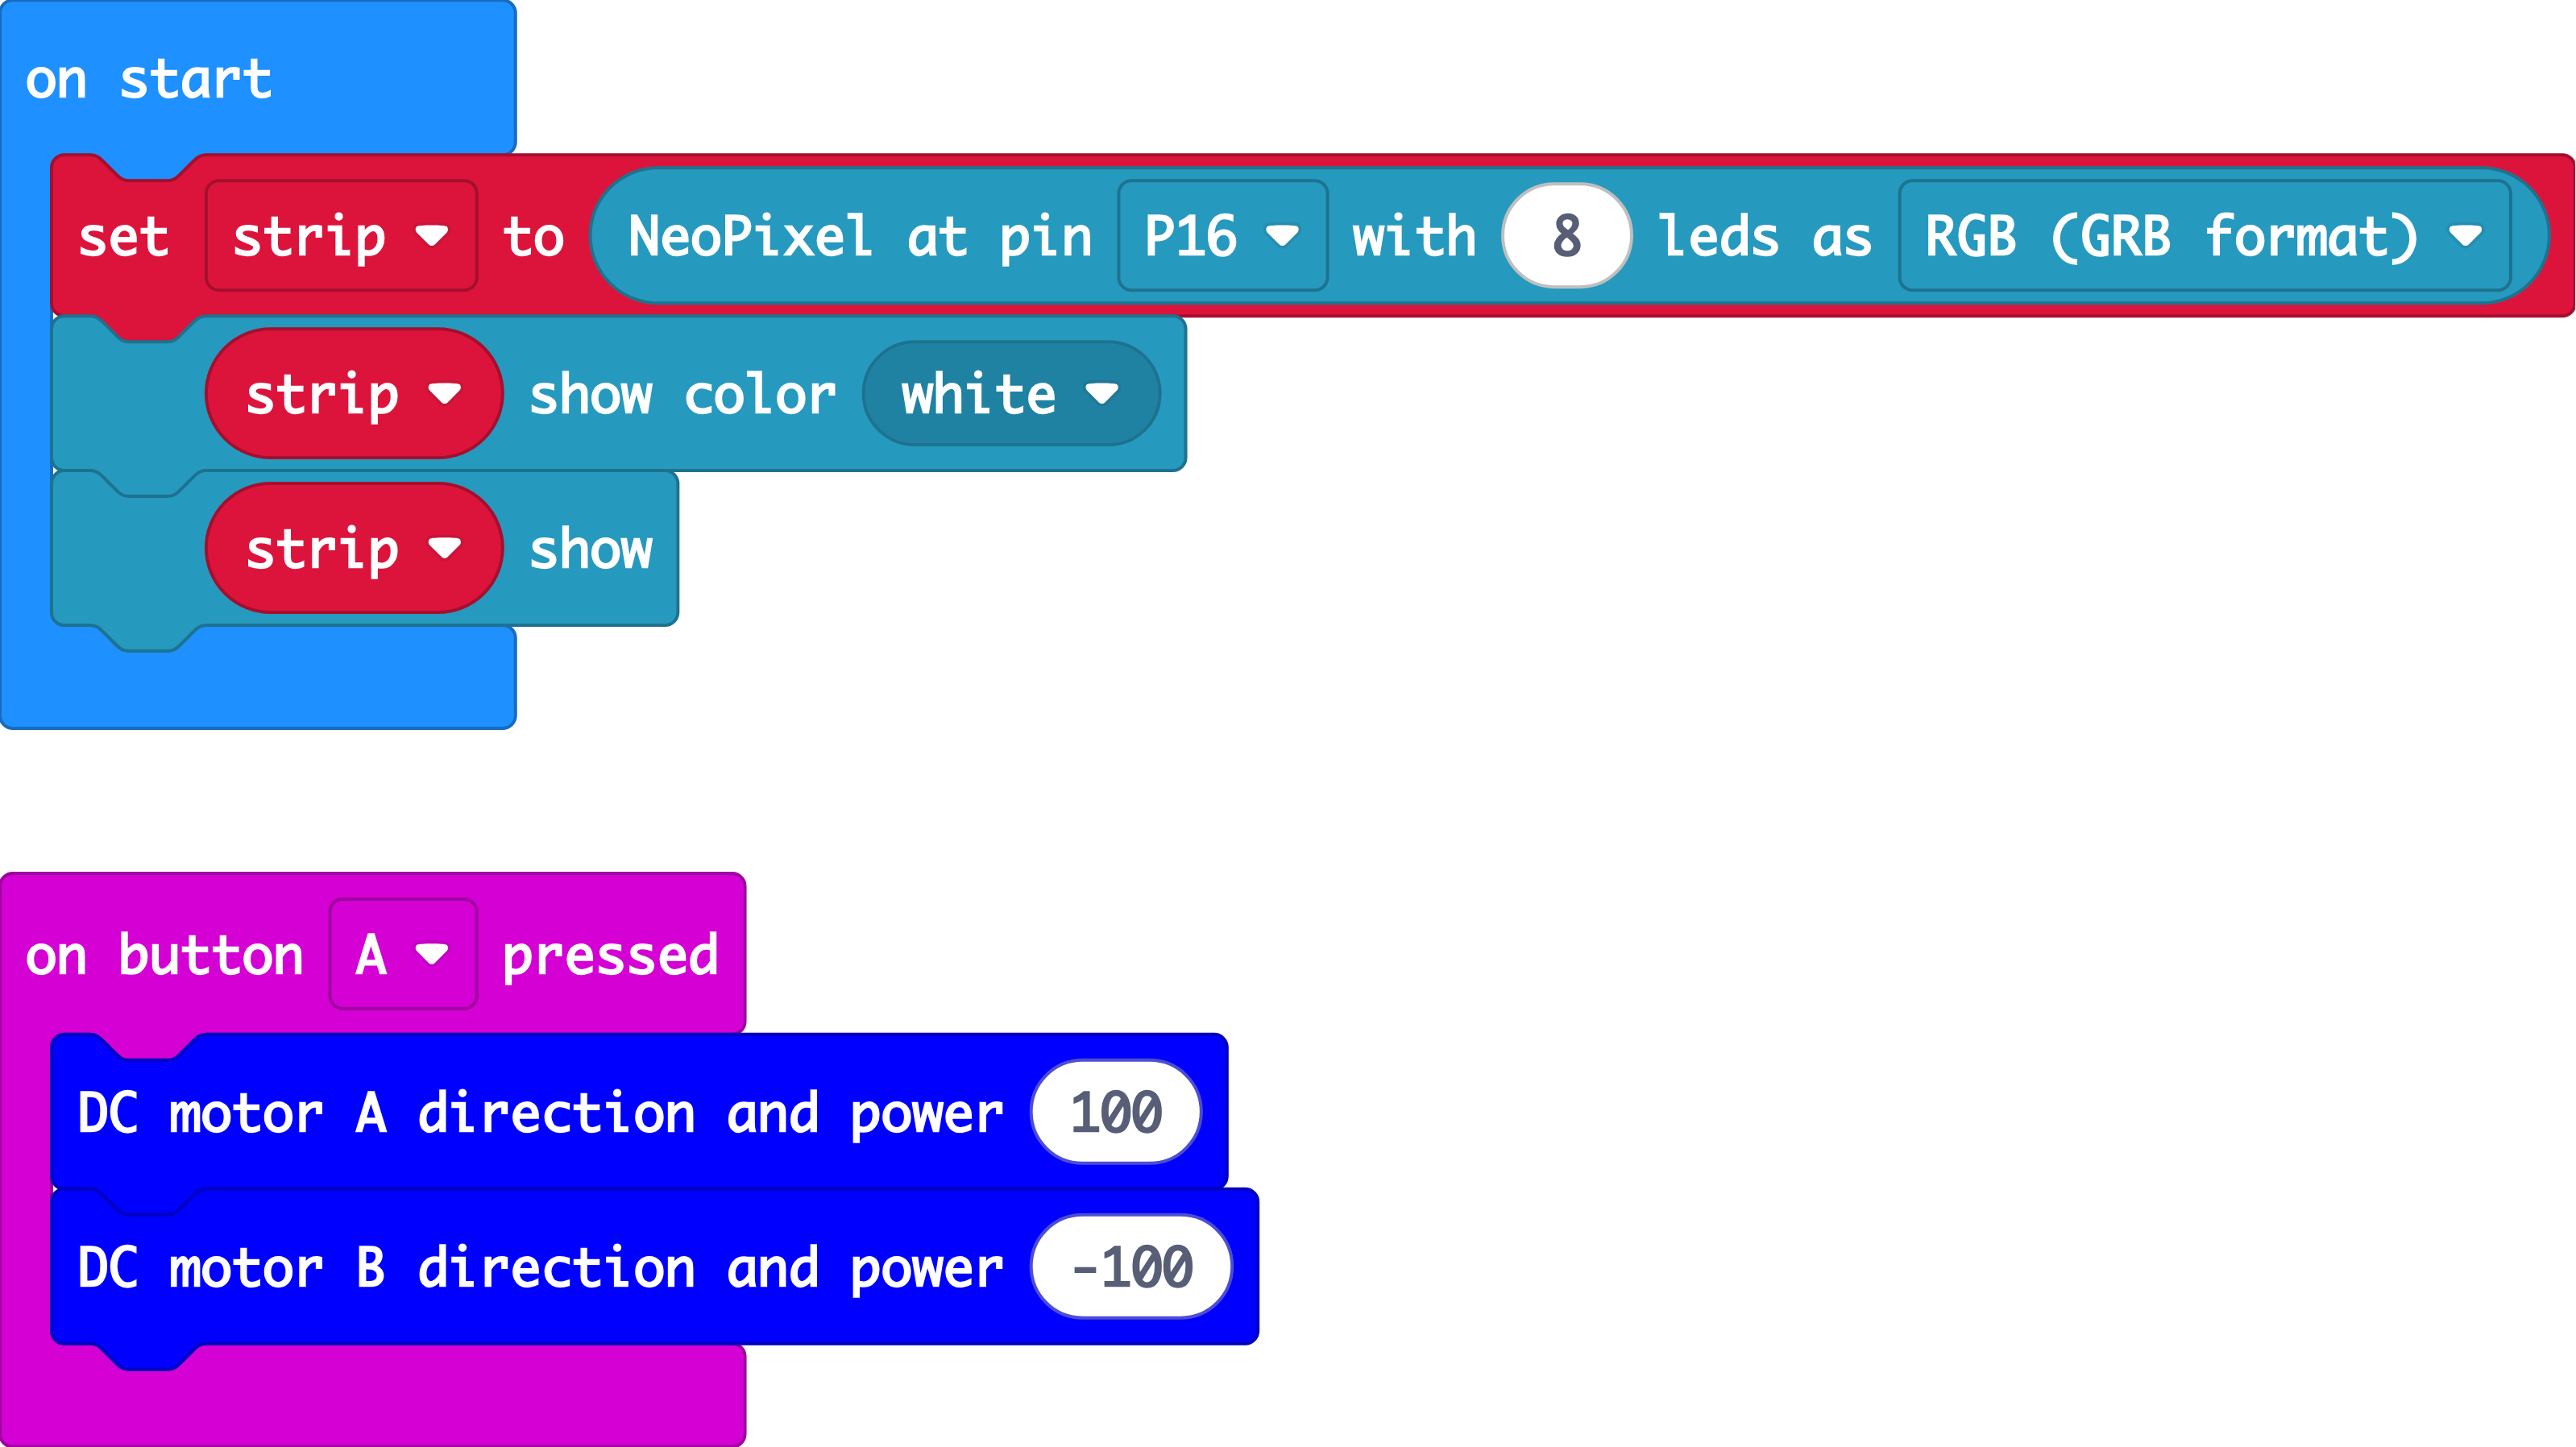 on start
set strip to NeoPixel at pin P16 with 8 leds as RGB (GRB format)
strip show color white
strip show
on button A pressed
DC motor A direction and power 100
DC motor B direction and power -100